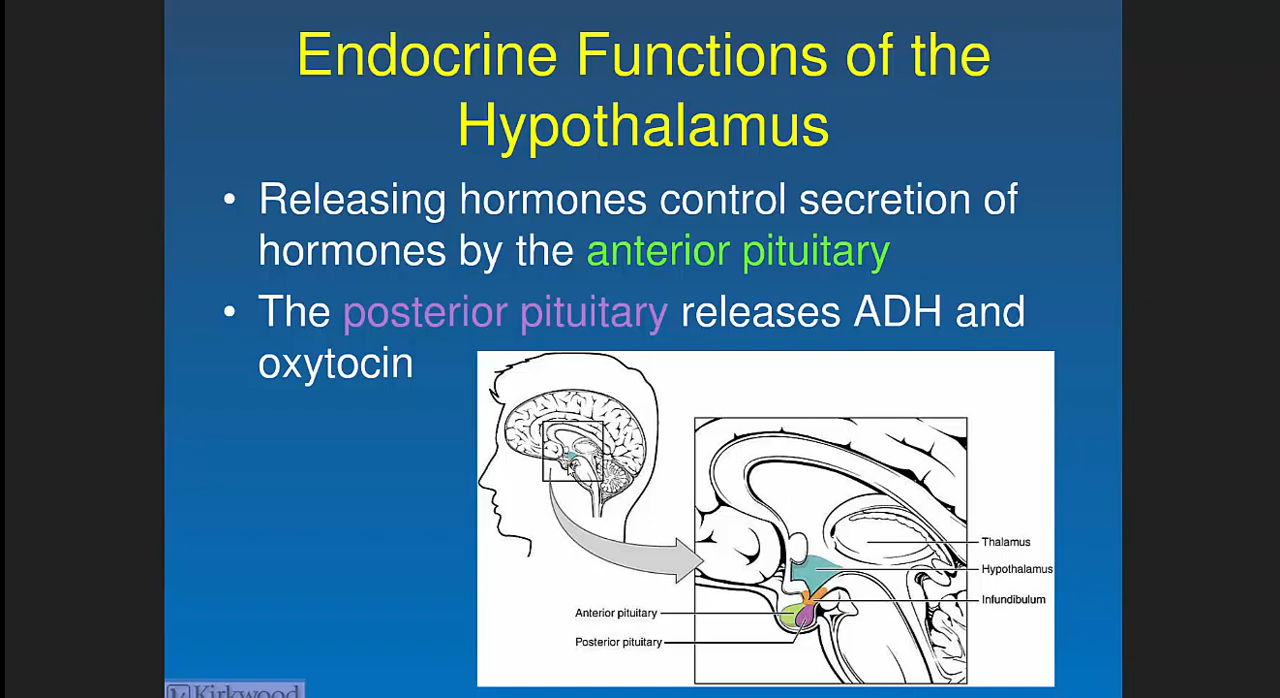 Endocrine Functions of the
Hypothalamus
• Releasing hormones control secretion of
hormones by the anterior pituitary
• The posterior pituitary releases ADH and
oxytocin
Thalamus
Hypothalamus
Infundibulum
Anterior pituitary
Posterior pituitary
Kirkwood